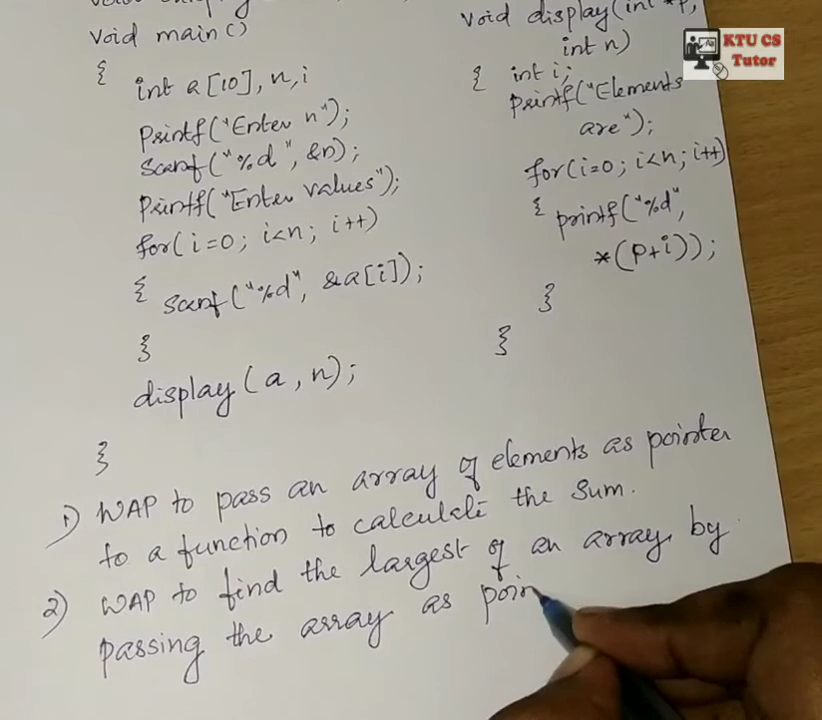 void main()
{
int a[10], n, i
printf("Enter n");
scanf("%d", &n);
printf("Enter values");
for(i=0; i<n; i++)
{ scanf("%d", &a[i]);
}
display(a, n);
}
void display(int *p,
int n)
{ int i;
printf("Elements
are");
for(i=0; i<n; i++)
{ printf("%d",
*(p+i));
}
}
KTU CS
Tutor
1) WAP to pass an array of elements as pointer
to a function to calculate the sum.
2) WAP to find the largest of an array by
passing the array as poin